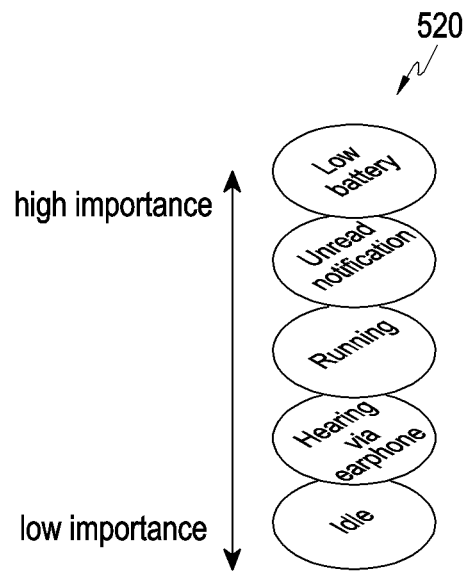 520
high importance
Low
battery
Unread
notification
Running
Hearing
via
earphone
low importance
Idle